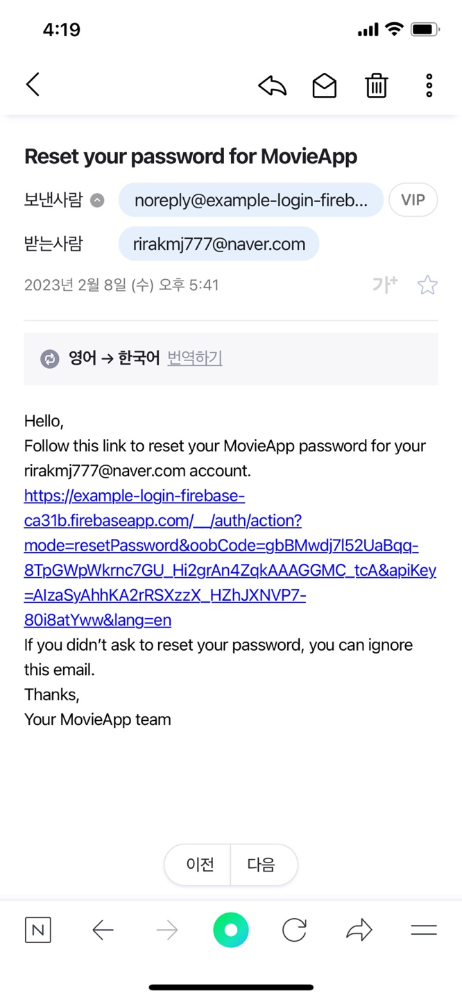 4:19
Reset your password for MovieApp
보낸사람 noreply@example-login-fireb... VIP
받는사람 rirakmj777@naver.com
2023년 2월 8일 (수) 오후 5:41 가+
영어 → 한국어 번역하기
Hello,
Follow this link to reset your MovieApp password for your
rirakmj777@naver.com account.
https://example-login-firebase-
ca31b.firebaseapp.com/__/auth/action?
mode=resetPassword&oobCode=gbBMwdj7l52UaBqq-
8TpGWpWkrnc7GU_Hi2grAn4ZqkAAAGGMC_tcA&apiKey
=AIzaSyAhhKA2rRSXzzX_HZhJXNVP7-
80i8atYww&lang=en
If you didn’t ask to reset your password, you can ignore
this email.
Thanks,
Your MovieApp team
이전 다음
N